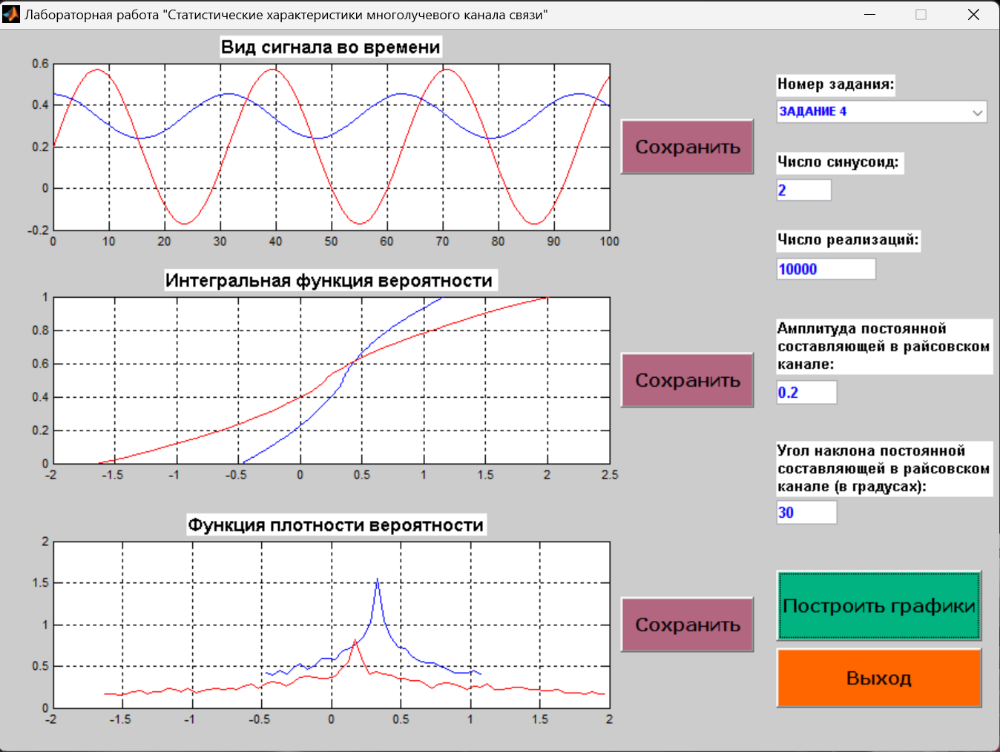 Лабораторная работа "Статистические характеристики многолучевого канала связи"
Вид сигнала во времени
0.6
0.4
0.2
0
-0.2
0 10 20 30 40 50 60 70 80 90 100
Сохранить
Интегральная функция вероятности
1
0.8
0.6
0.4
0.2
0
-2 -1.5 -1 -0.5 0 0.5 1 1.5 2 2.5
Сохранить
Функция плотности вероятности
2
1.5
1
0.5
0
-2 -1.5 -1 -0.5 0 0.5 1 1.5 2
Сохранить
Номер задания:
ЗАДАНИЕ 4
Число синусоид:
2
Число реализаций:
10000
Амплитуда постоянной
составляющей в райсовском
канале:
0.2
Угол наклона постоянной
составляющей в райсовском
канале (в градусах):
30
Построить графики
Выход